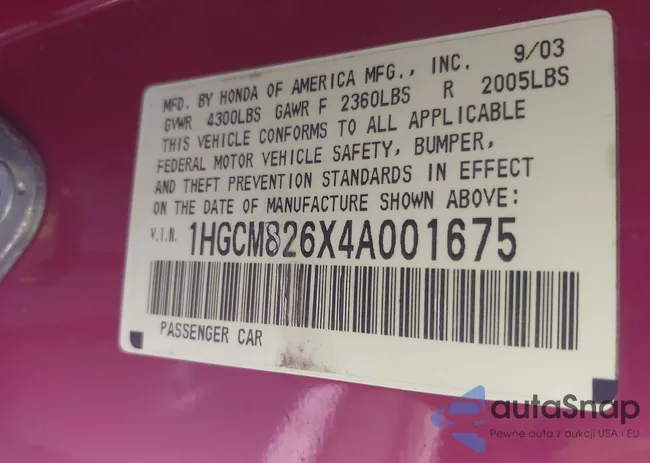 MFD. BY HONDA OF AMERICA MFG., INC. 9/03
GVWR 4300LBS GAWR F 2360LBS R 2005LBS
THIS VEHICLE CONFORMS TO ALL APPLICABLE
FEDERAL MOTOR VEHICLE SAFETY, BUMPER,
AND THEFT PREVENTION STANDARDS IN EFFECT
ON THE DATE OF MANUFACTURE SHOWN ABOVE:
V.I.N. 1HGCM826X4A001675
PASSENGER CAR
autaSnap
Pewne auta z aukcji USA i EU